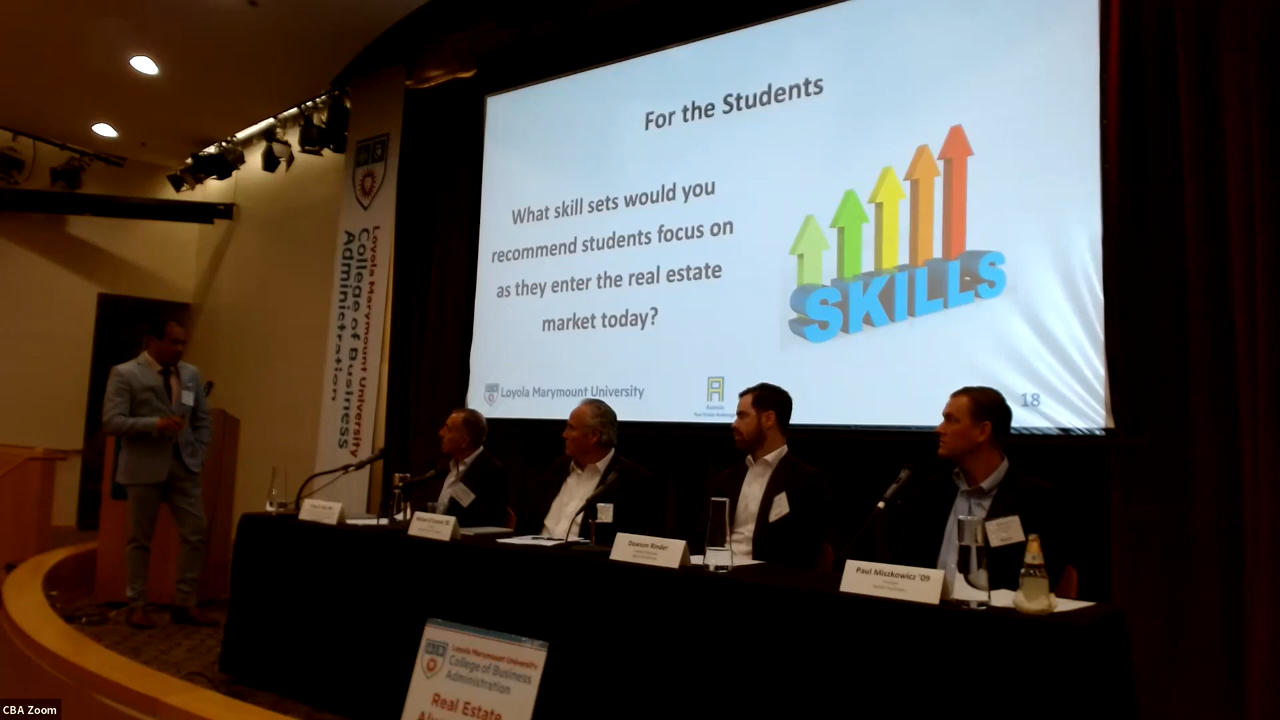 For the Students
What skill sets would you
recommend students focus on
as they enter the real estate
market today?
SKILLS
Loyola Marymount University
18
Loyola Marymount University
College of Business
Administration
Dawson Rinder
Paul Miszkowicz '09
Loyola Marymount University
College of Business
Administration
Real Estate
CBA Zoom